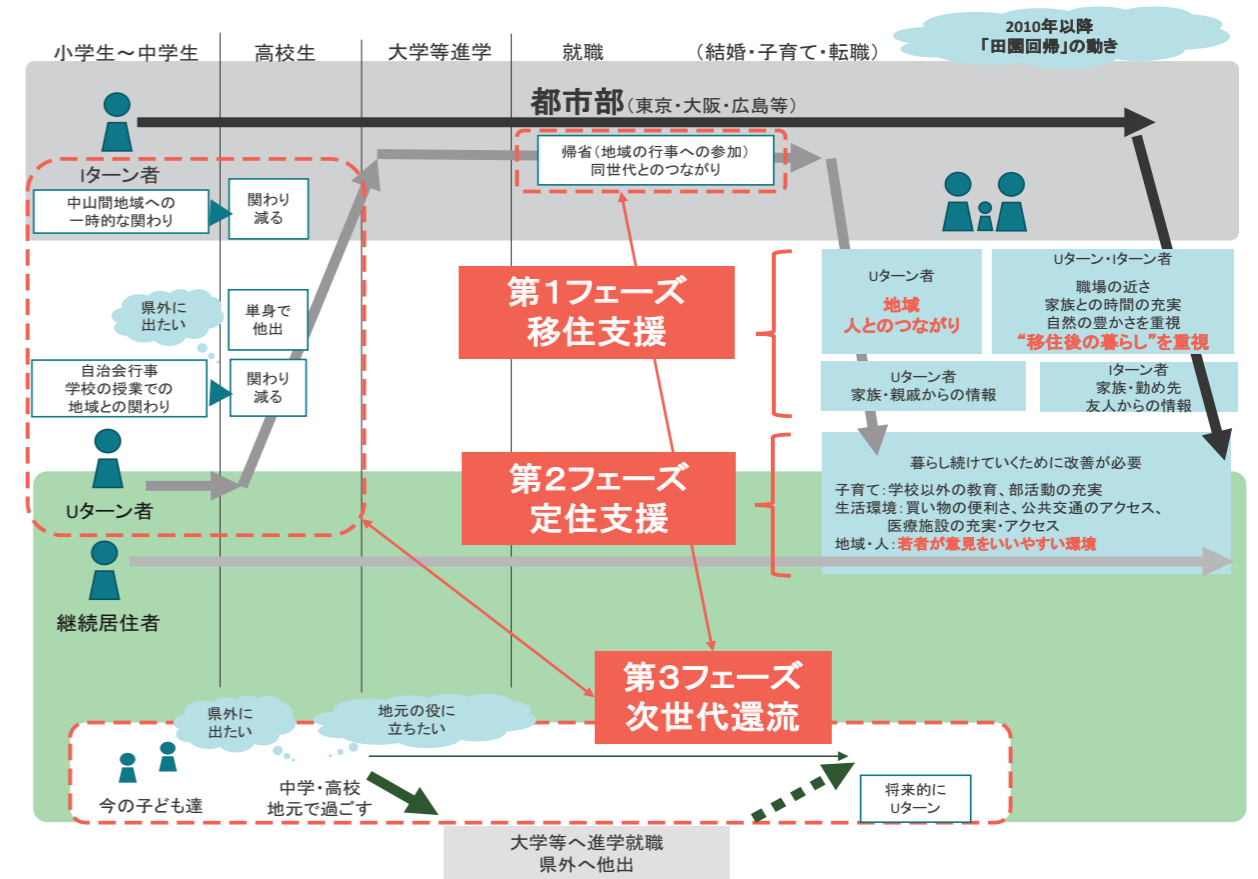 2010年以降
「田園回帰」の動き
小学生～中学生
高校生
大学等進学
就職
(結婚・子育て・転職)
都市部(東京・大阪・広島等)
Iターン者
中山間地域への
一時的な関わり
関わり
減る
帰省(地域の行事への参加)
同世代とのつながり
県外に
出たい
単身で
他出
自治会行事
学校の授業での
地域との関わり
関わり
減る
Uターン者
継続居住者
第1フェーズ
移住支援
Uターン者
地域
人とのつながり
Uターン・Iターン者
職場の近さ
家族との時間の充実
自然の豊かさを重視
“移住後の暮らし”を重視
Uターン者
家族・親戚からの情報
Iターン者
家族・勤め先
友人からの情報
第2フェーズ
定住支援
暮らし続けていくために改善が必要
子育て:学校以外の教育、部活動の充実
生活環境:買い物の便利さ、公共交通のアクセス、
医療施設の充実・アクセス
地域・人:若者が意見をいいやすい環境
第3フェーズ
次世代還流
県外に
出たい
地元の役に
立ちたい
今の子ども達
中学・高校
地元で過ごす
将来的に
Uターン
大学等へ進学就職
県外へ他出